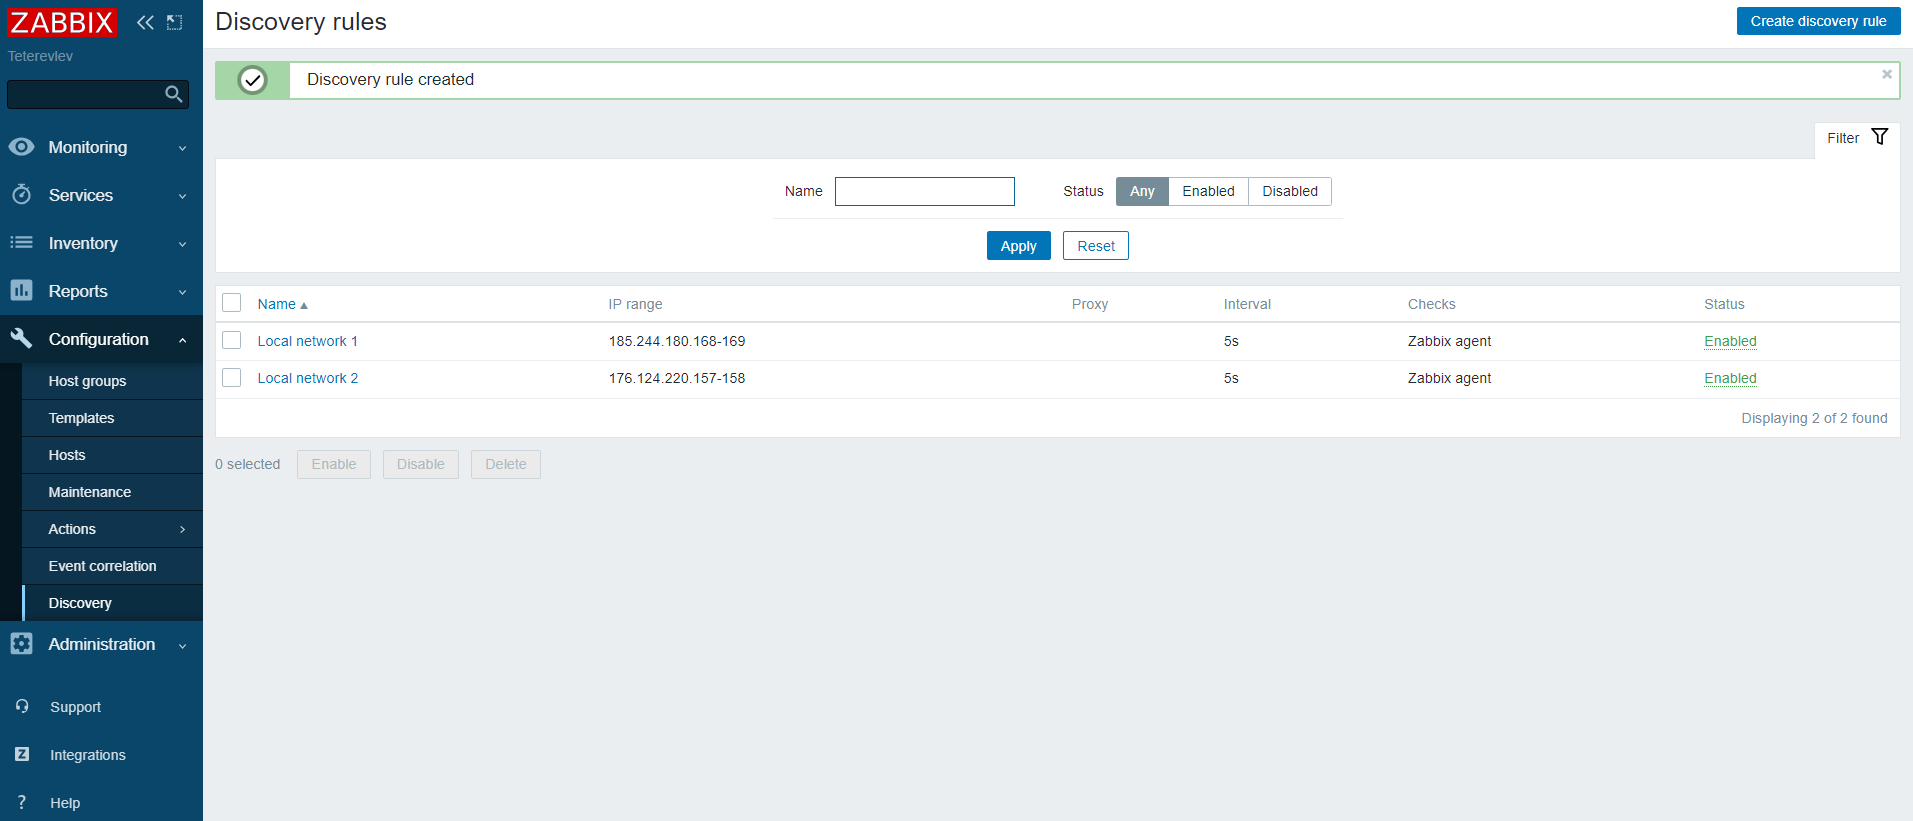 ZABBIX
Teterevlev
Monitoring
Services
Inventory
Reports
Configuration
Host groups
Templates
Hosts
Maintenance
Actions
Event correlation
Discovery
Administration
Support
Integrations
Help
Discovery rules
Create discovery rule
Discovery rule created
Filter
Name Status Any Enabled Disabled
Apply Reset
Name IP range Proxy Interval Checks Status
Local network 1 185.244.180.168-169 5s Zabbix agent Enabled
Local network 2 176.124.220.157-158 5s Zabbix agent Enabled
Displaying 2 of 2 found
0 selected Enable Disable Delete